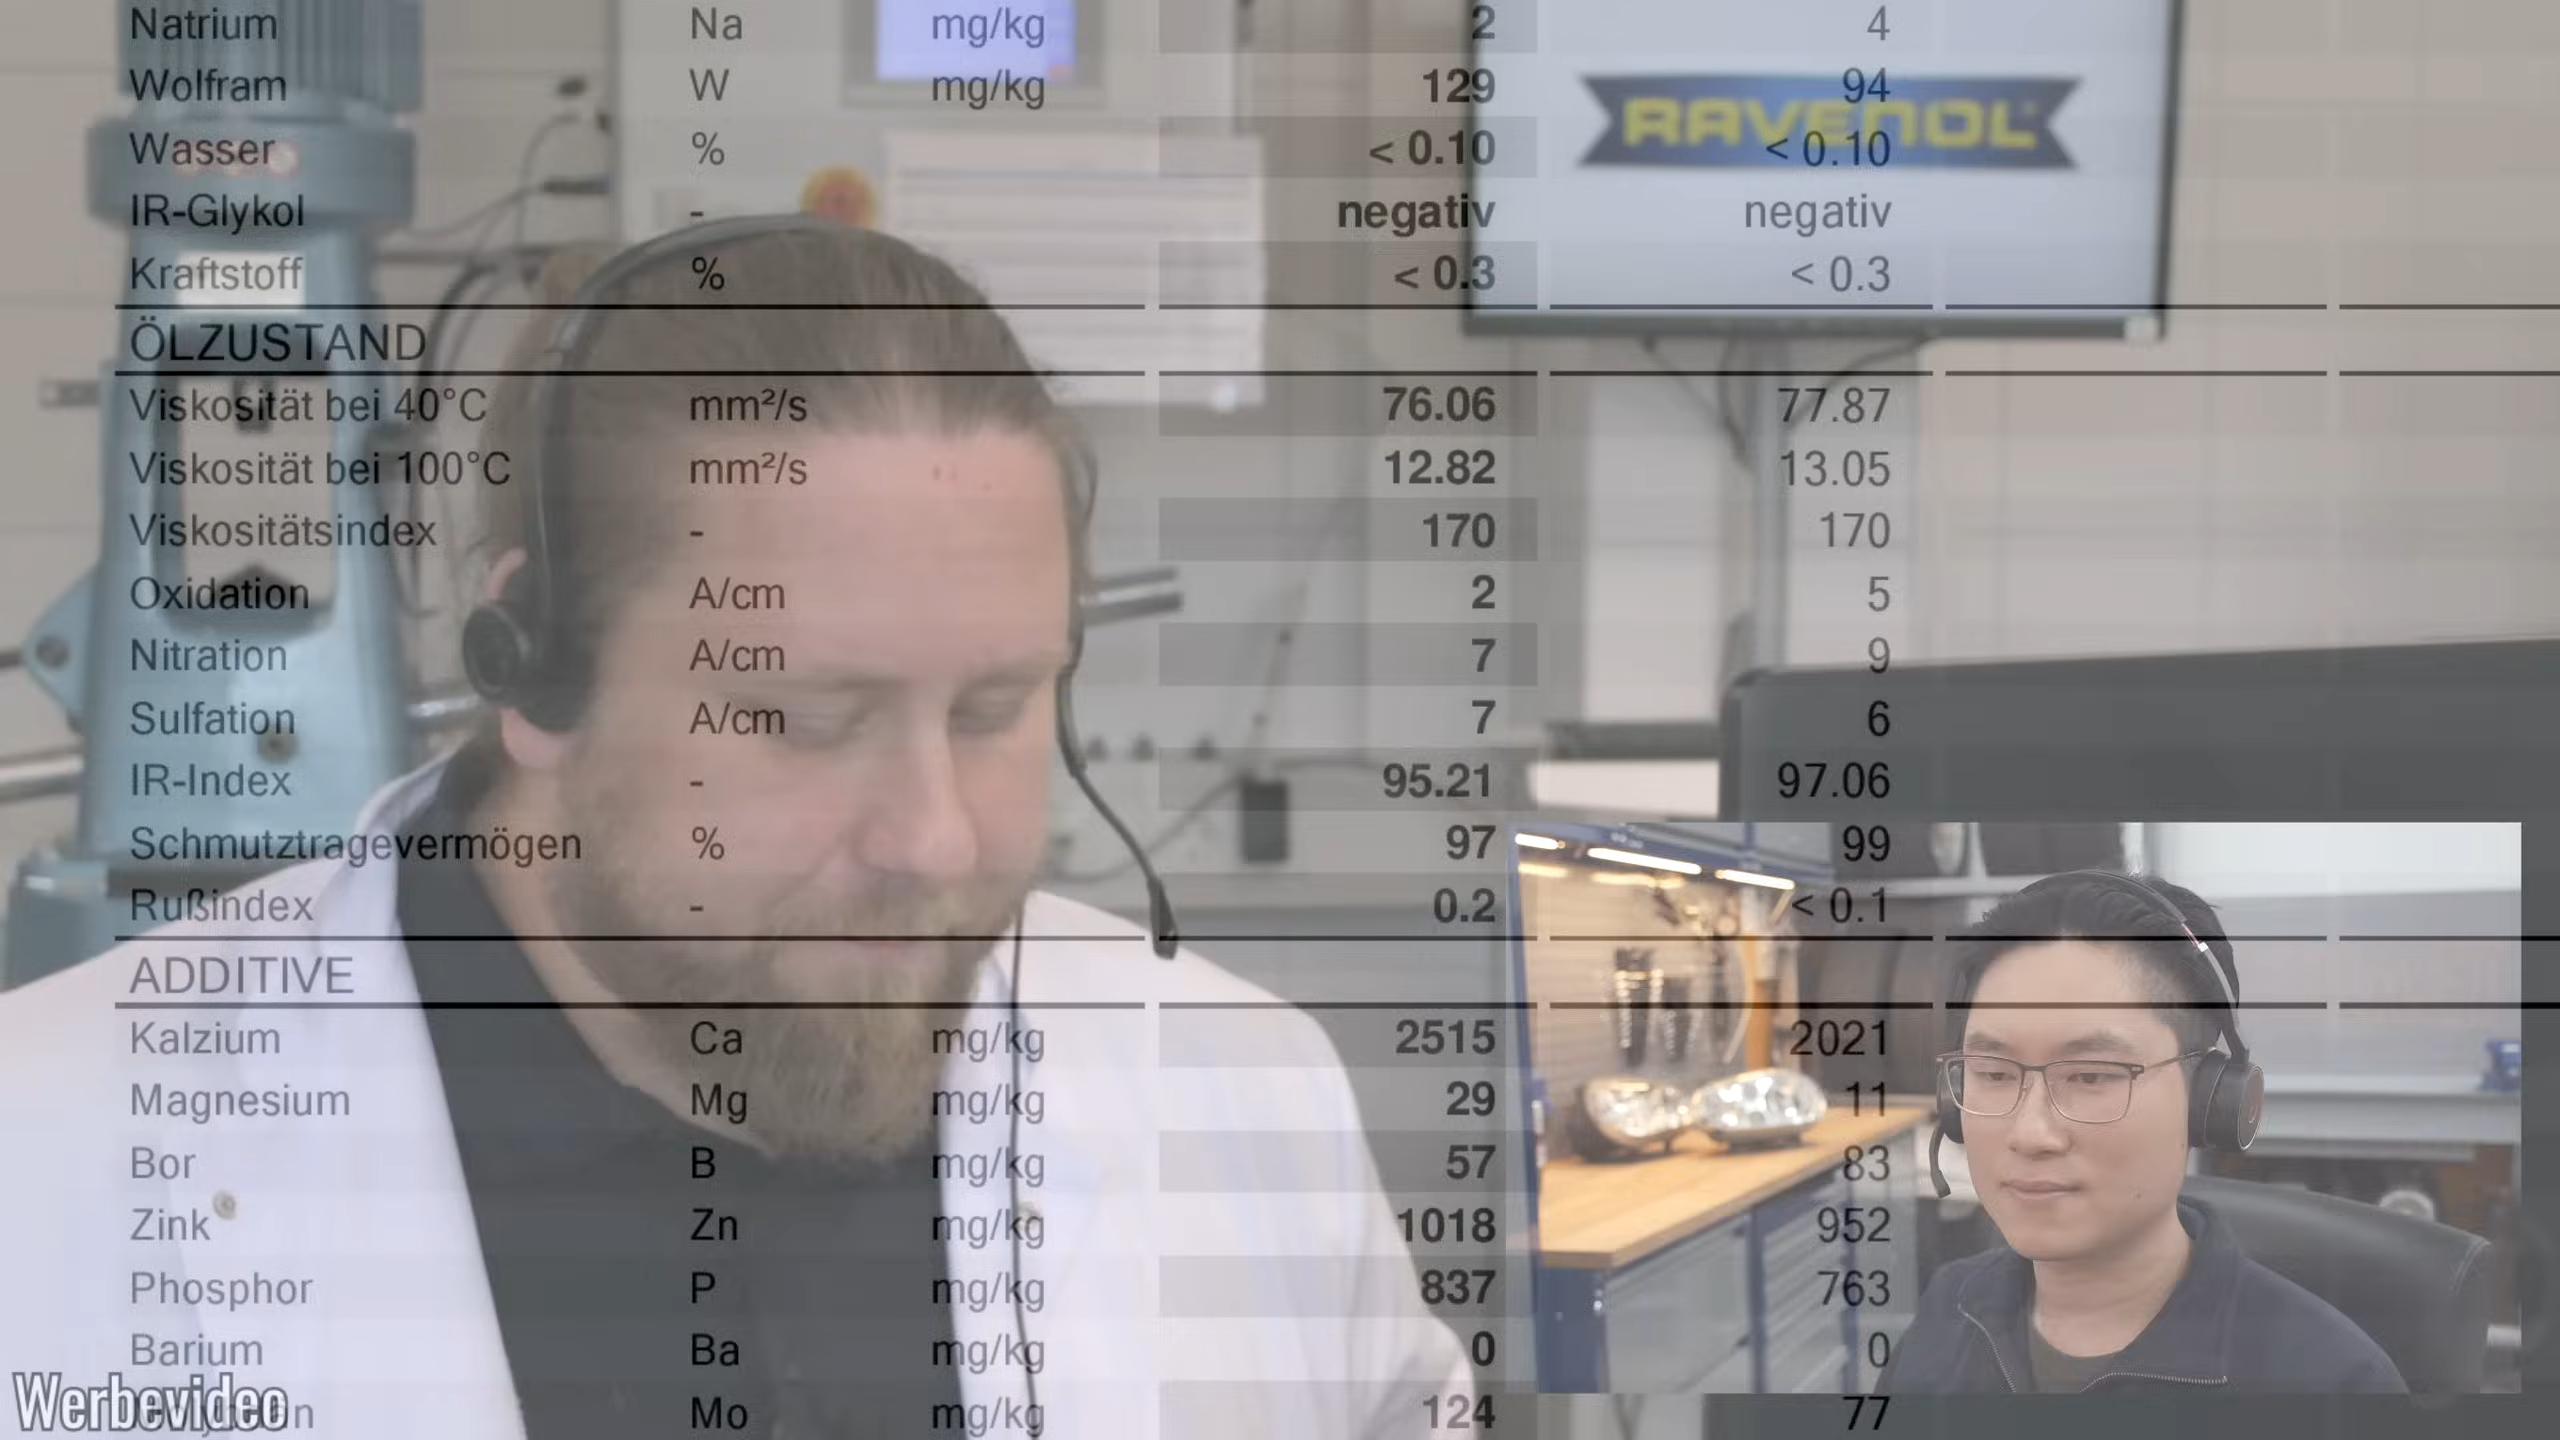 Natrium Na mg/kg 2 4
Wolfram W mg/kg 129 94
RAVENOL
Wasser % < 0.10 < 0.10
IR-Glykol - negativ negativ
Kraftstoff % < 0.3 < 0.3
ÖLZUSTAND
Viskosität bei 40°C mm²/s 76.06 77.87
Viskosität bei 100°C mm²/s 12.82 13.05
Viskositätsindex - 170 170
Oxidation A/cm 2 5
Nitration A/cm 7 9
Sulfation A/cm 7 6
IR-Index - 95.21 97.06
Schmutztragevermögen % 97 99
Rußindex - 0.2 < 0.1
ADDITIVE
Kalzium Ca mg/kg 2515 2021
Magnesium Mg mg/kg 29 11
Bor B mg/kg 57 83
Zink Zn mg/kg 1018 952
Phosphor P mg/kg 837 763
Barium Ba mg/kg 0 0
Werbevideo
Mo mg/kg 124 77